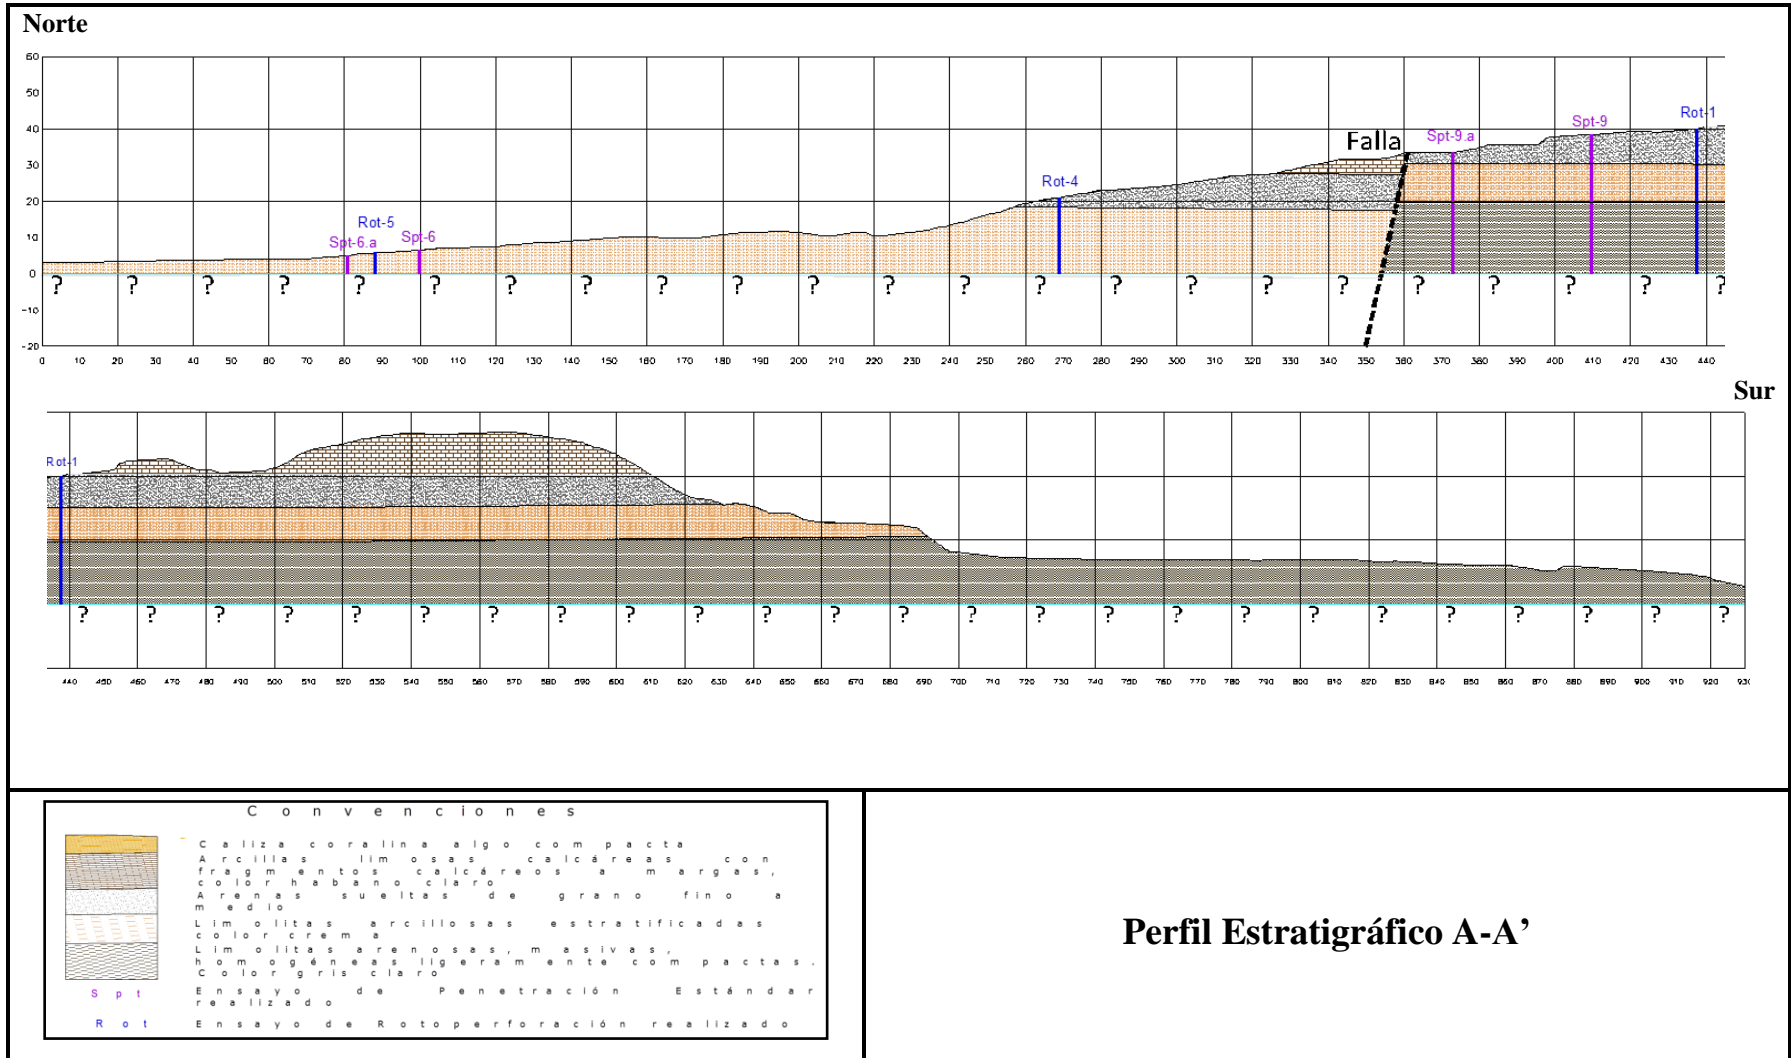 Norte
60
50
40
30
20
10
0
-10
-20
Spt-6.a
Rot-5
Spt-6
Rot-4
Falla
Spt-9.a
Spt-9
Rot-1
? ? ? ? ? ? ? ? ? ? ? ? ? ? ? ? ? ? ? ? ? ? ?
0 10 20 30 40 50 60 70 80 90 100 110 120 130 140 150 160 170 180 190 200 210 220 230 240 250 260 270 280 290 300 310 320 330 340 350 360 370 380 390 400 410 420 430 440
Sur
Rot-1
? ? ? ? ? ? ? ? ? ? ? ? ? ? ? ? ? ? ? ? ? ? ? ? ?
440 450 460 470 480 490 500 510 520 530 540 550 560 570 580 590 600 610 620 630 640 650 660 670 680 690 700 710 720 730 740 750 760 770 780 790 800 810 820 830 840 850 860 870 880 890 900 910 920 930
Convenciones
Caliza coralina algo compacta
Arcillas limosas calcáreas con
fragmentos calcáreos a margas,
color habano claro
Arenas sueltas de grano fino a
medio
Limolitas arcillosas estratificadas
color crema
Limolitas arenosas, masivas,
homogéneas ligeramente compactas.
Color gris claro
Spt Ensayo de Penetración Estándar
realizado
Rot Ensayo de Rotoperforación realizado
Perfil Estratigráfico A-A’